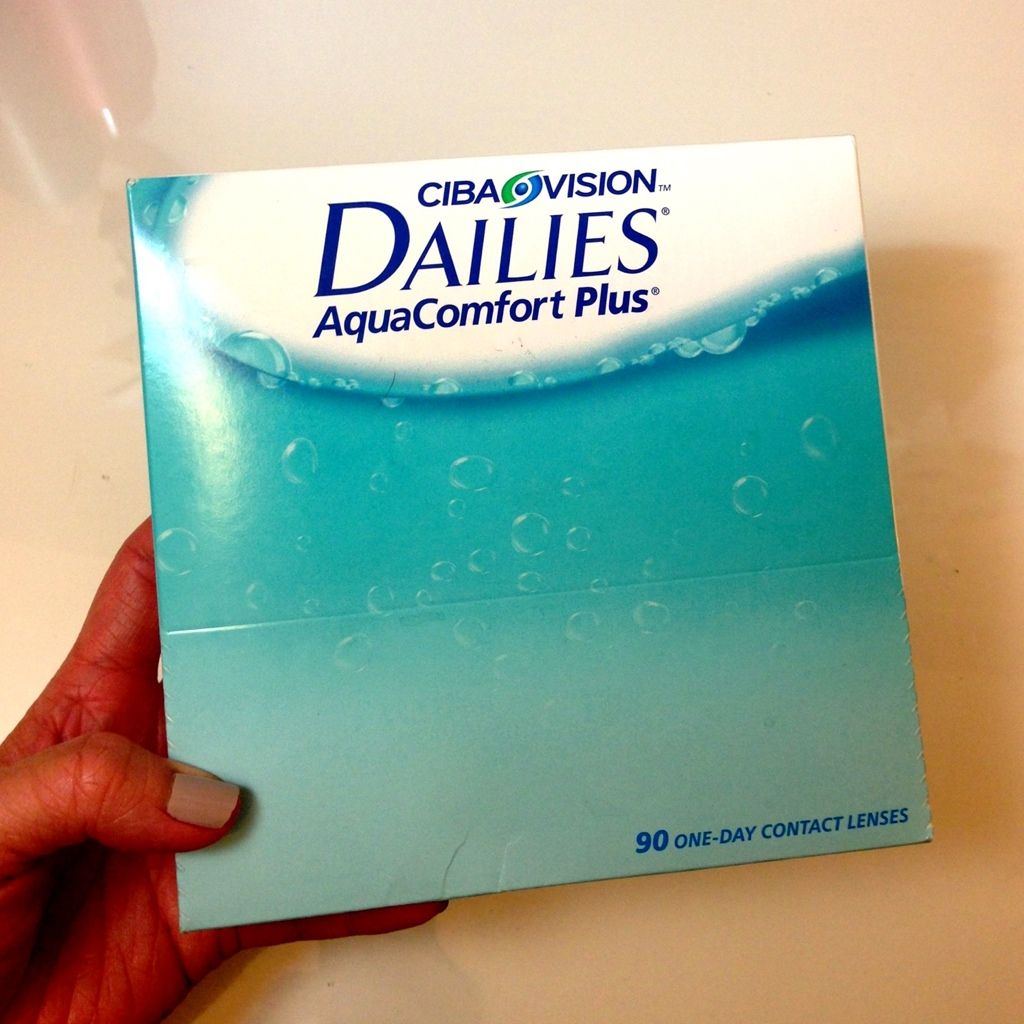 CIBA VISION™
DAILIES®
AquaComfort Plus®
90 ONE-DAY CONTACT LENSES